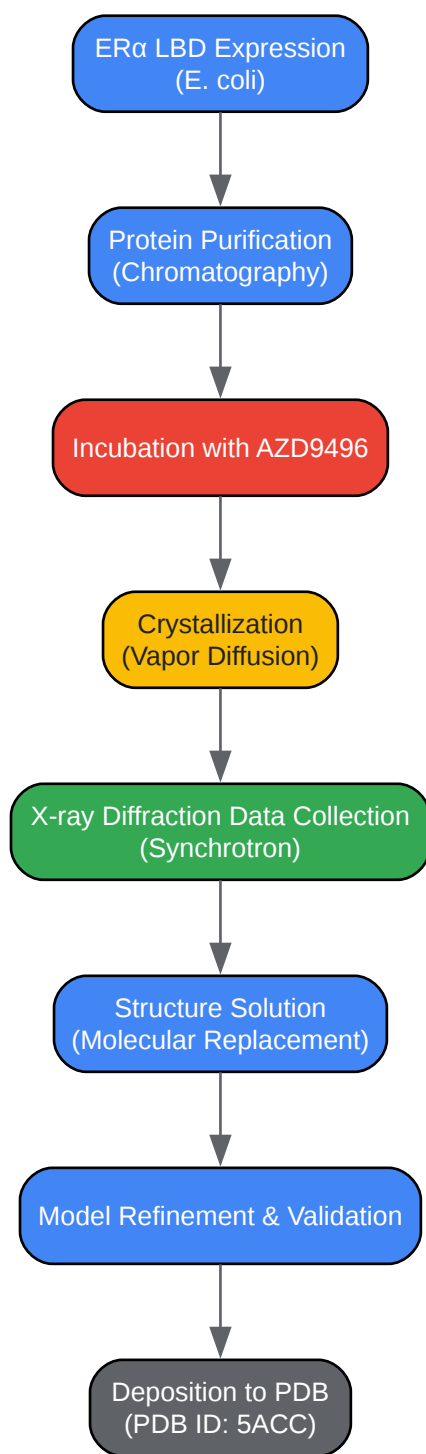 ERα LBD Expression
(E. coli)
Protein Purification
(Chromatography)
Incubation with AZD9496
Crystallization
(Vapor Diffusion)
X-ray Diffraction Data Collection
(Synchrotron)
Structure Solution
(Molecular Replacement)
Model Refinement & Validation
Deposition to PDB
(PDB ID: 5ACC)